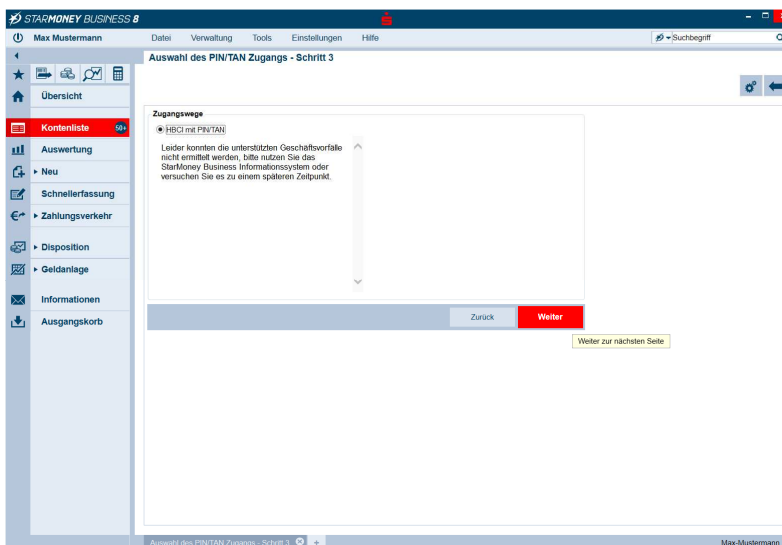 STARMONEY BUSINESS 8
Max Mustermann Datei Verwaltung Tools Einstellungen Hilfe Suchbegriff
Auswahl des PIN/TAN Zugangs - Schritt 3
Übersicht
Kontenliste 50+
Auswertung
Neu
Schnellerfassung
Zahlungsverkehr
Disposition
Geldanlage
Informationen
Ausgangskorb
Zugangswege
HBCI mit PIN/TAN
Leider konnten die unterstützten Geschäftsvorfälle
nicht ermittelt werden, bitte nutzen Sie das
StarMoney Business Informationssystem oder
versuchen Sie es zu einem späteren Zeitpunkt.
Zurück Weiter
Weiter zur nächsten Seite
Auswahl des PIN/TAN Zugangs - Schritt 3 +
Max-Mustermann